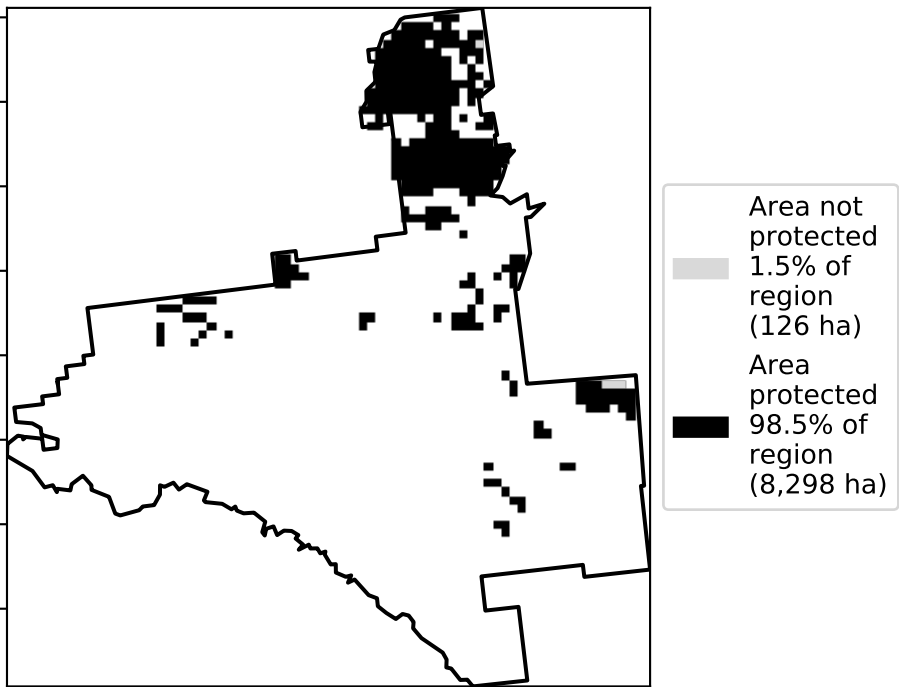 Area not
protected
1.5% of
region
(126 ha)
Area
protected
98.5% of
region
(8,298 ha)